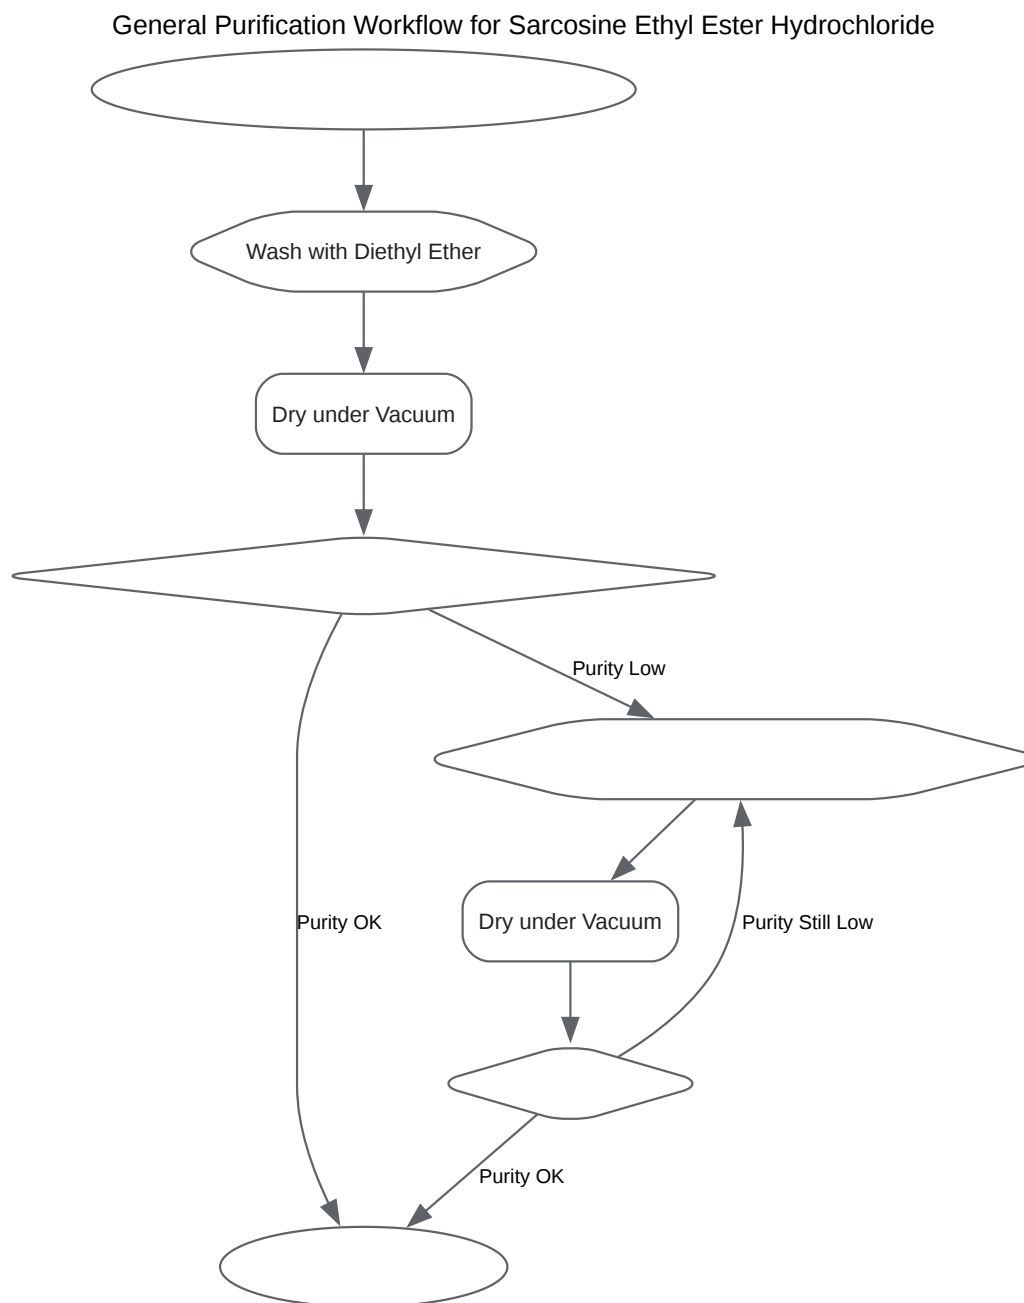 General Purification Workflow for Sarcosine Ethyl Ester Hydrochloride
Wash with Diethyl Ether
Dry under Vacuum
Purity Low
Dry under Vacuum
Purity OK
Purity Still Low
Purity OK